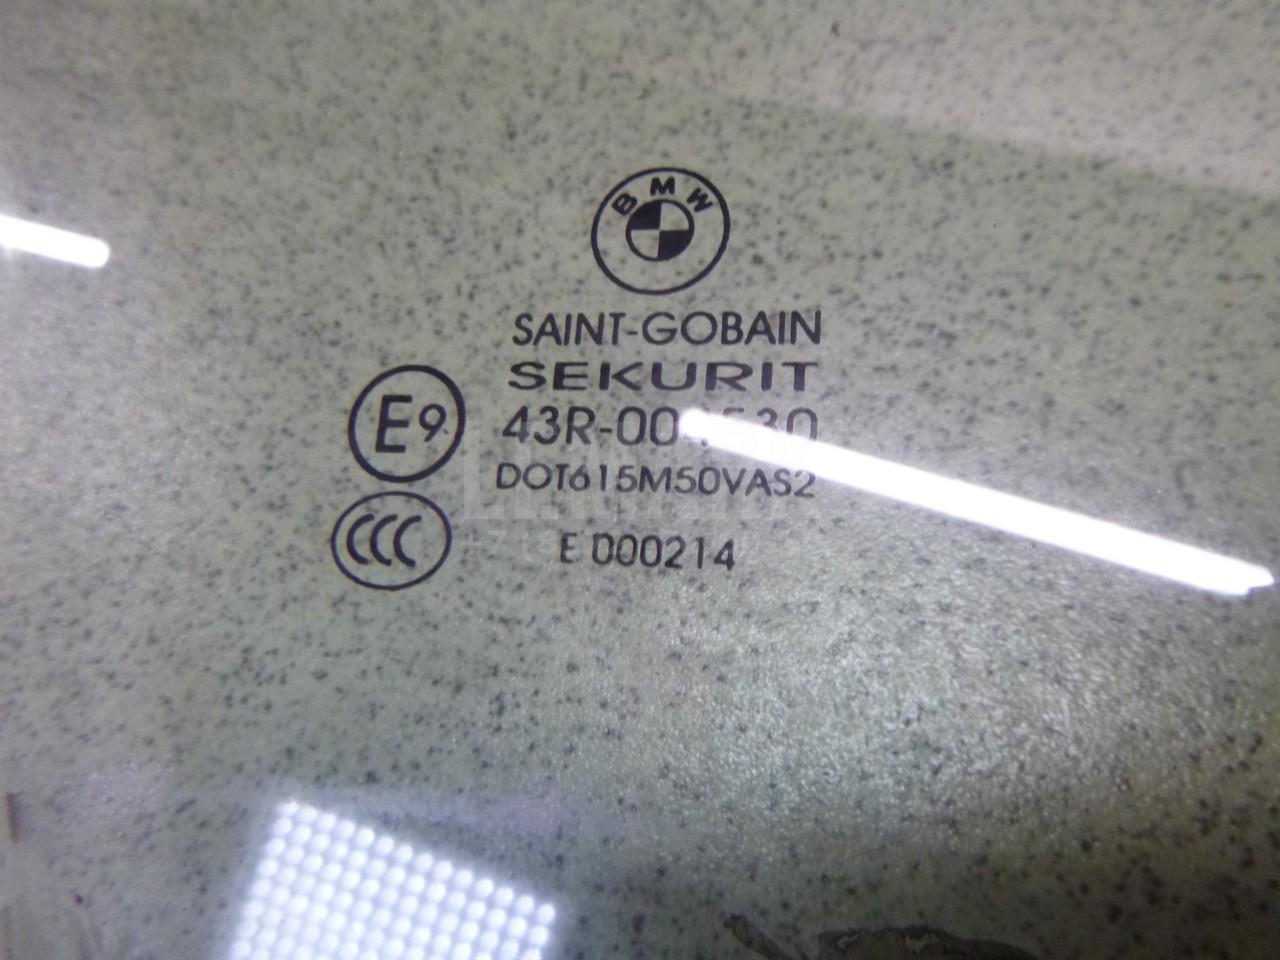 BMW
SAINT-GOBAIN
SEKURIT
E9
DOT615M50VAS2
CCC
E 000214